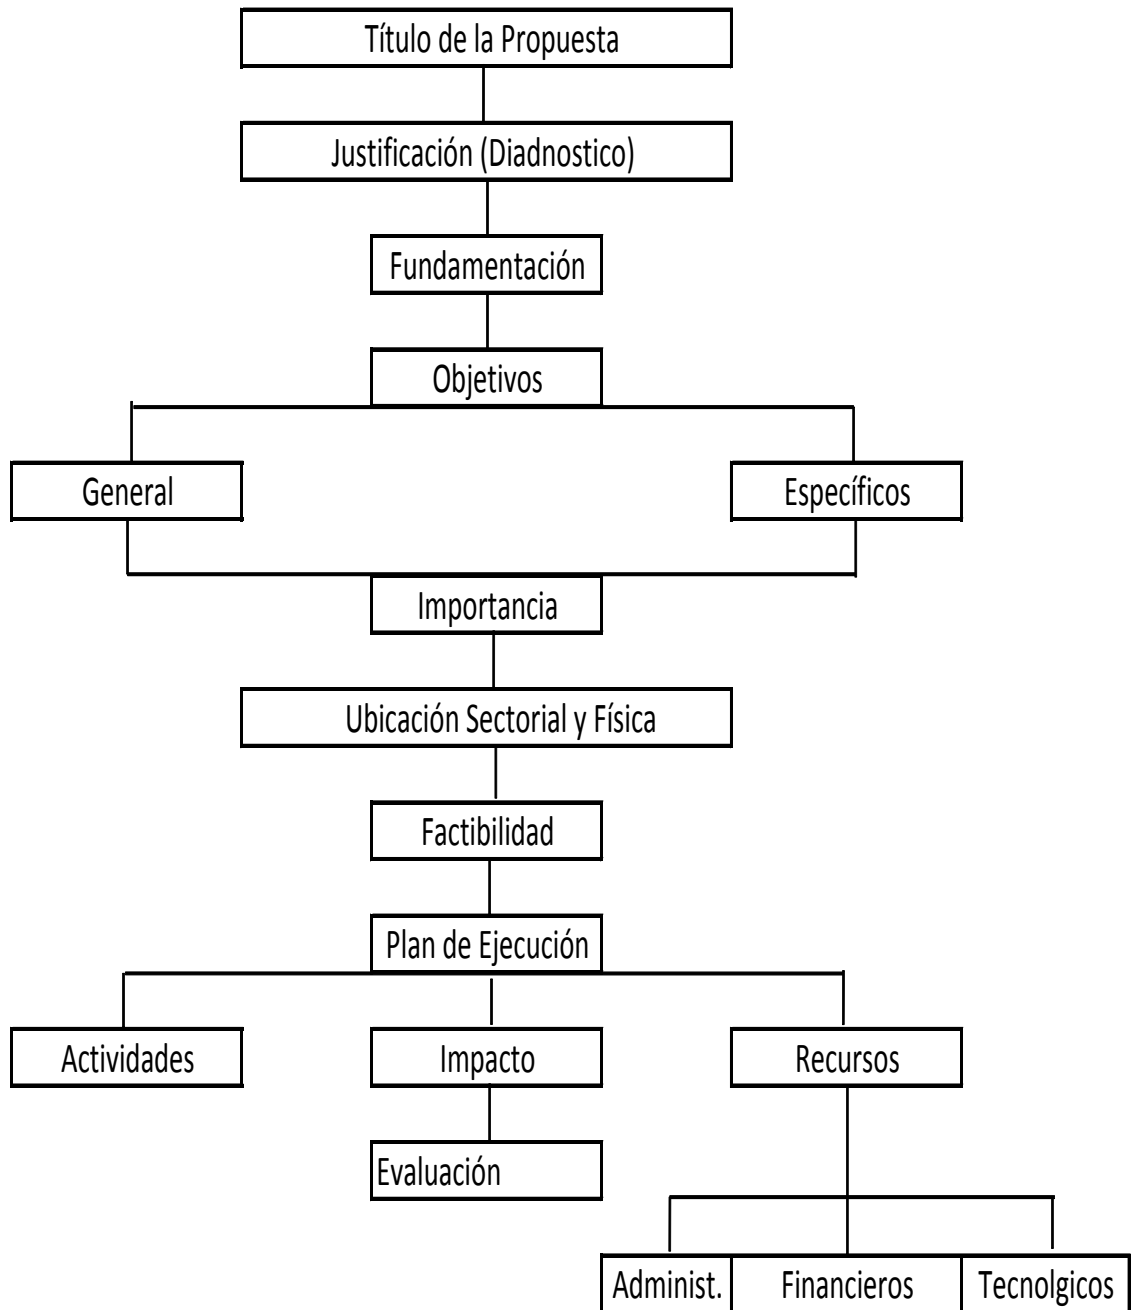 Título de la Propuesta
Justificación (Diadnostico)
Fundamentación
Objetivos
General
Específicos
Importancia
Ubicación Sectorial y Física
Factibilidad
Plan de Ejecución
Actividades
Impacto
Recursos
Evaluación
Administ.
Financieros
Tecnolgicos